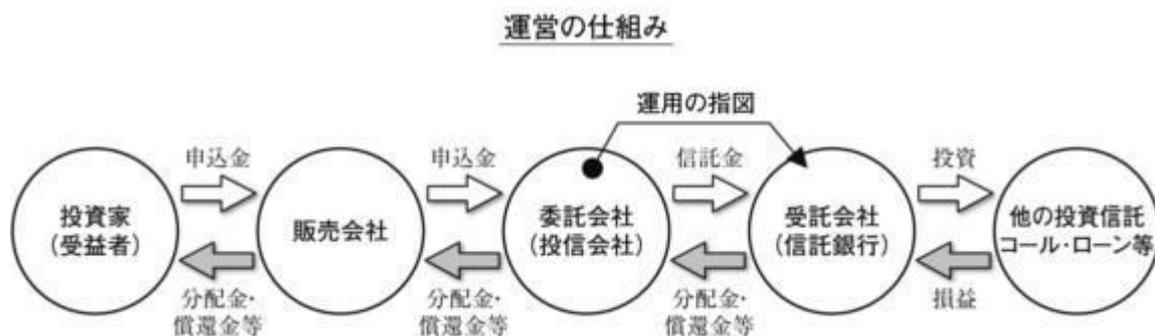 運営の仕組み
運用の指図
申込金
申込金
信託金
投資
投資家
（受益者）
販売会社
委託会社
（投信会社）
受託会社
（信託銀行）
他の投資信託
コール・ローン等
分配金・
償還金等
分配金・
償還金等
分配金・
償還金等
損益